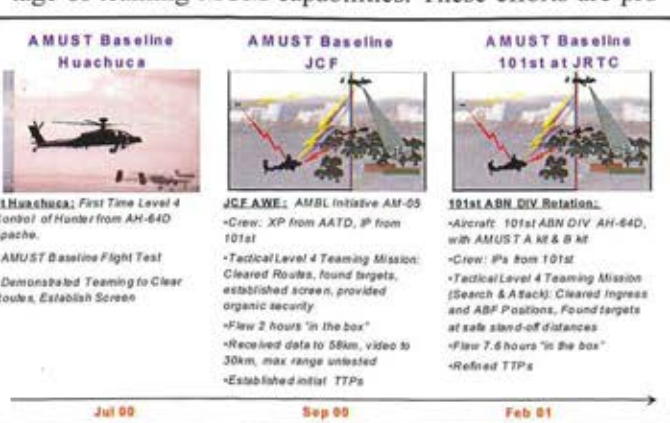 AMUST Baseline
Huachuca
t Huachuca: First Time Level 4
ontrol of Hunter from AH-64D
pache.
AMUST Baseline Flight Test
Demonstrated Teaming to Clear
outes, Establish Screen
AMUST Baseline
JCF
JCF AWE: AMBL Initiative AM-05
•Crew: XP from AATD, IP from
101st
•Tactical Level 4 Teaming Mission:
Cleared Routes, found targets,
established screen, provided
organic security
•Flew 2 hours "in the box"
•Received data to 58km, video to
30km, max range untested
•Established initial TTPs
AMUST Baseline
101st at JRTC
101st ABN DIV Rotation:
•Aircraft: 101st ABN DIV AH-64D,
with AMUST A kit & B kit
•Crew: IPs from 101st
•Tactical Level 4 Teaming Mission
(Search & Attack): Cleared Ingress
and ABF Positions, Found targets
at safe stand-off distances
•Flew 7.6 hours "in the box"
•Refined TTPs
Jul 00
Sep 00
Feb 01